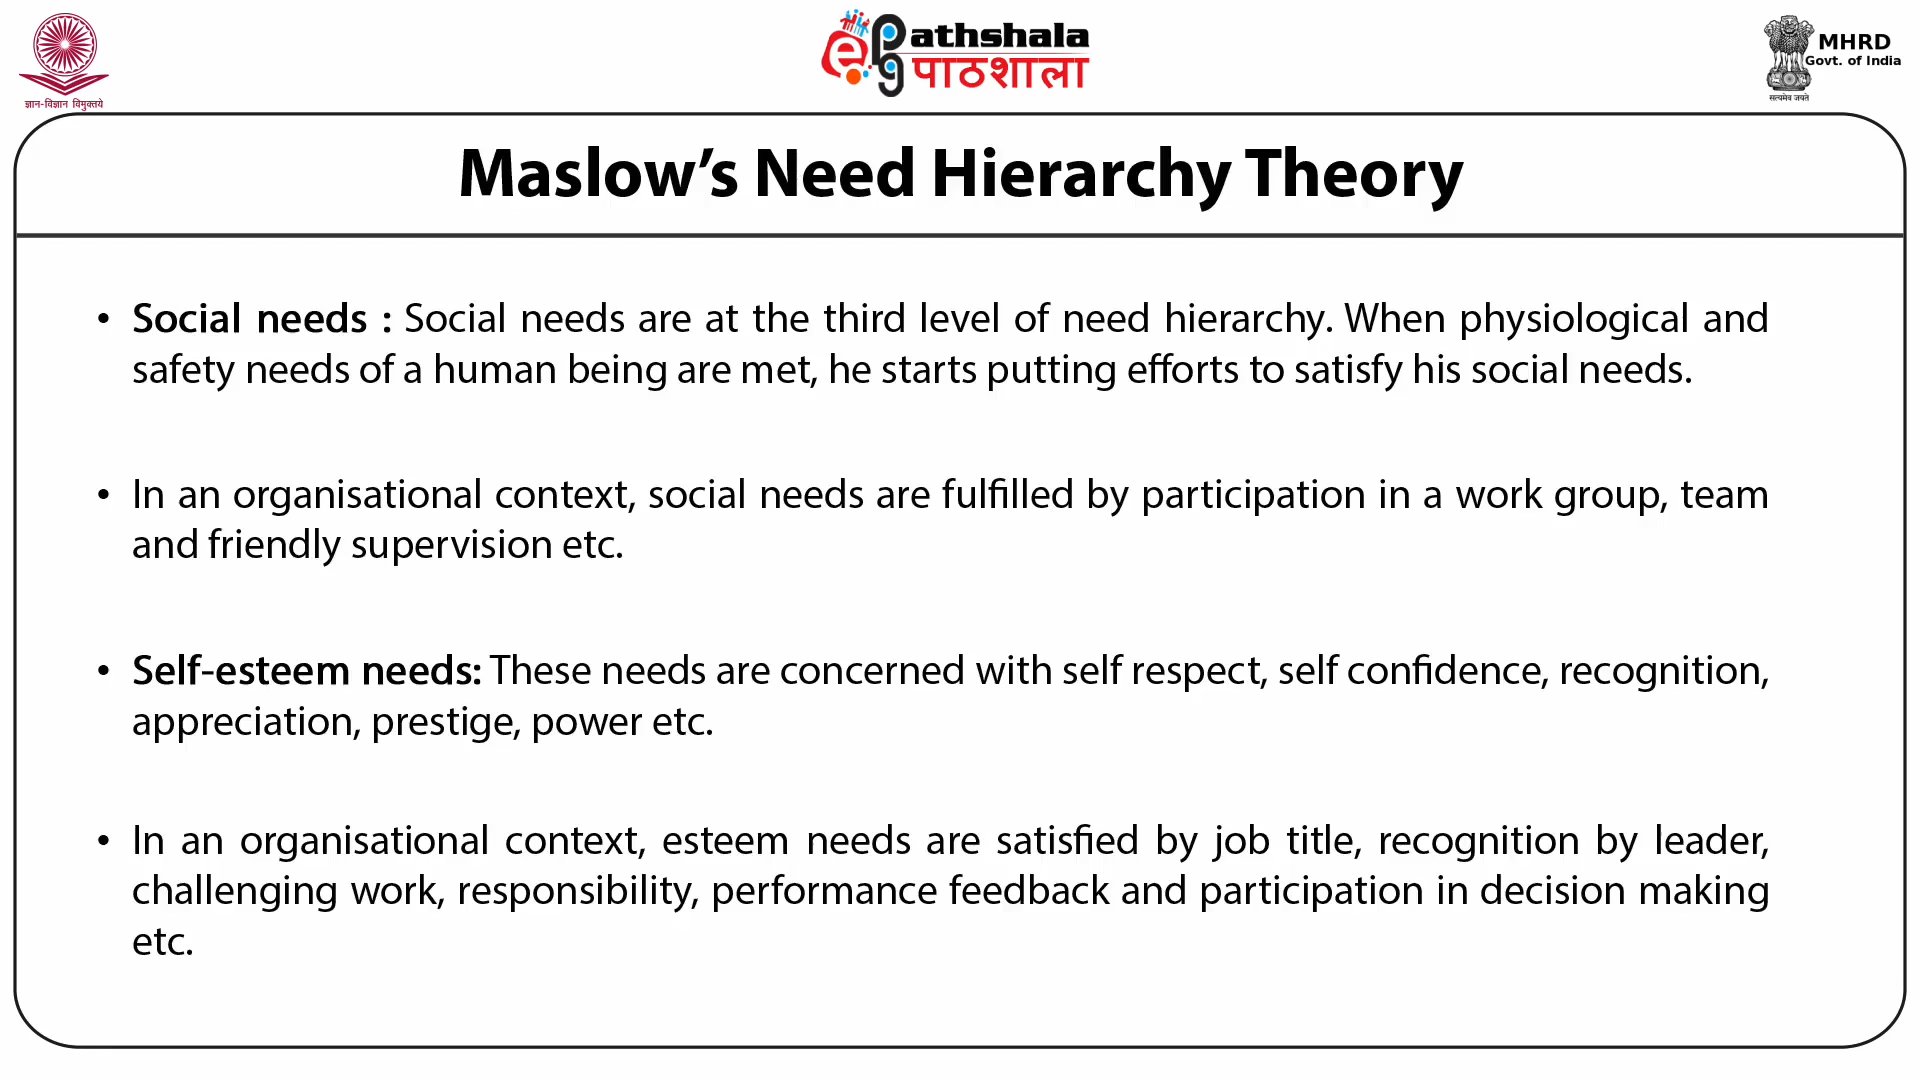 ज्ञान-विज्ञान विमुक्तये
ePG Pathshala
पाठशाला
MHRD
Govt. of India
सत्यमेव जयते
Maslow’s Need Hierarchy Theory
• Social needs : Social needs are at the third level of need hierarchy. When physiological and
safety needs of a human being are met, he starts putting efforts to satisfy his social needs.
• In an organisational context, social needs are fulfilled by participation in a work group, team
and friendly supervision etc.
• Self-esteem needs: These needs are concerned with self respect, self confidence, recognition,
appreciation, prestige, power etc.
• In an organisational context, esteem needs are satisfied by job title, recognition by leader,
challenging work, responsibility, performance feedback and participation in decision making
etc.